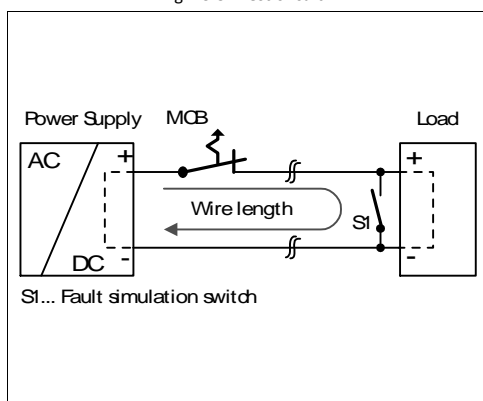 Power Supply MCB Load
AC + +
Wire length
S1
DC - -
S1... Fault simulation switch